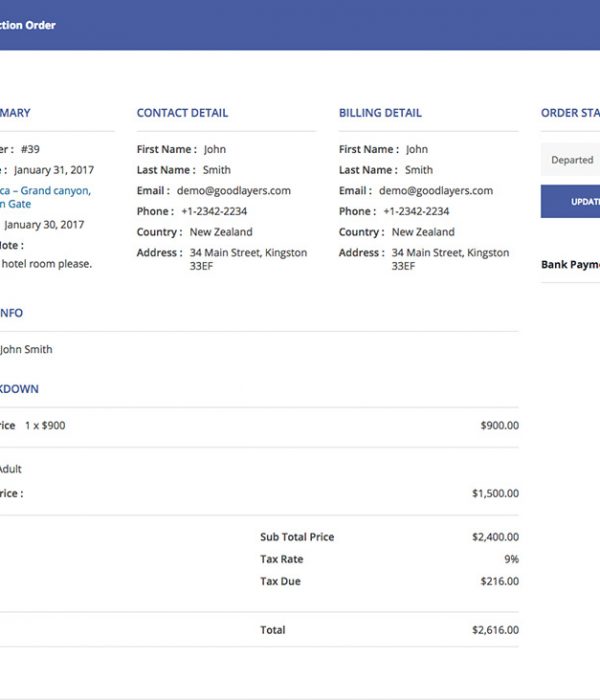 ction Order
MMARY
er : #39
e : January 31, 2017
ca – Grand canyon,
n Gate
January 30, 2017
Note :
hotel room please.
CONTACT DETAIL
First Name : John
Last Name : Smith
Email : demo@goodlayers.com
Phone : +1-2342-2234
Country : New Zealand
Address : 34 Main Street, Kingston
33EF
BILLING DETAIL
First Name : John
Last Name : Smith
Email : demo@goodlayers.com
Phone : +1-2342-2234
Country : New Zealand
Address : 34 Main Street, Kingston
33EF
ORDER STA
Departed
UPDATE
Bank Payme
INFO
John Smith
KDOWN
rice 1 x $900 $900.00
Adult
rice : $1,500.00
Sub Total Price $2,400.00
Tax Rate 9%
Tax Due $216.00
Total $2,616.00